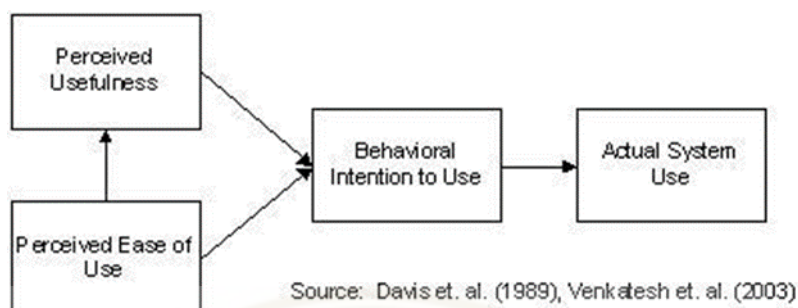 Perceived
Usefulness
Behavioral
Intention to Use
Actual System
Use
Perceived Ease of
Use
Source: Davis et. al. (1989), Venkatesh et. al. (2003)